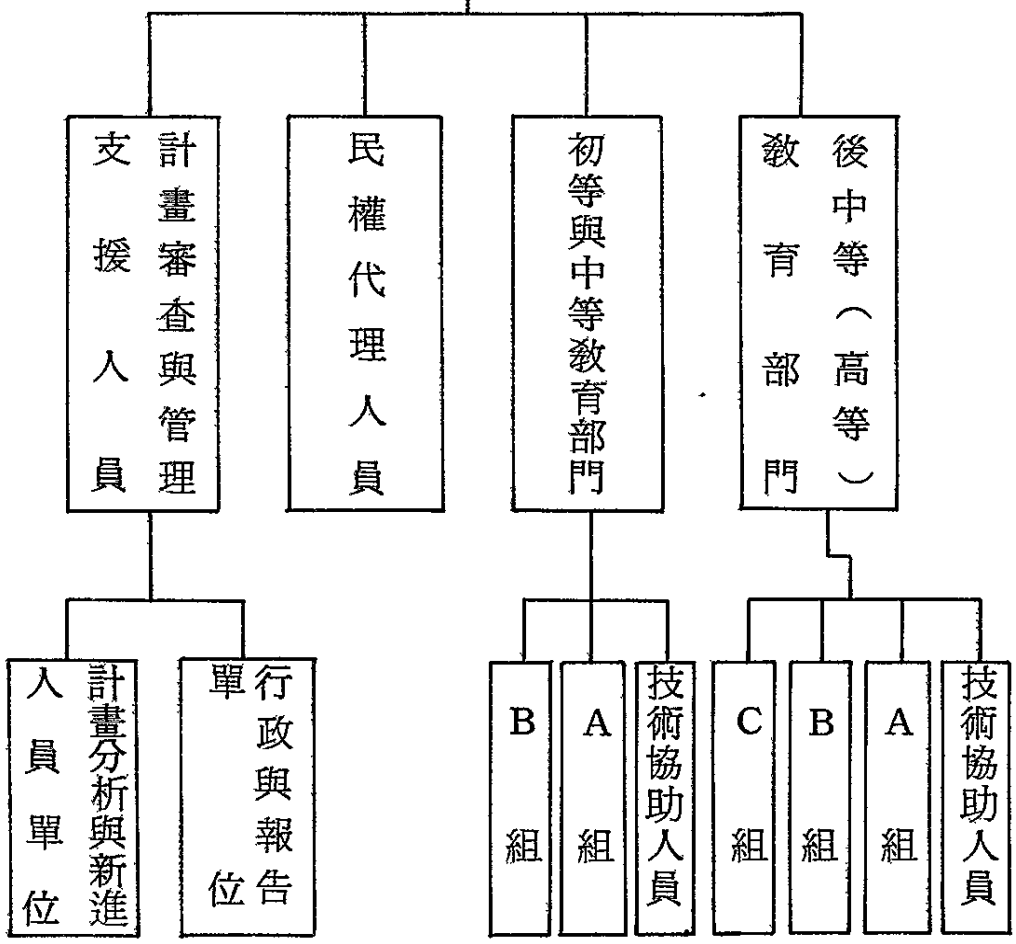 後中等（高等）
教育部門
初等與中等教育部門
民權代理人員
計畫審查與管理
支援人員
技術協助人員
A組
B組
C組
技術協助人員
A組
B組
行政與報告
單位
計畫分析與新進
人員單位